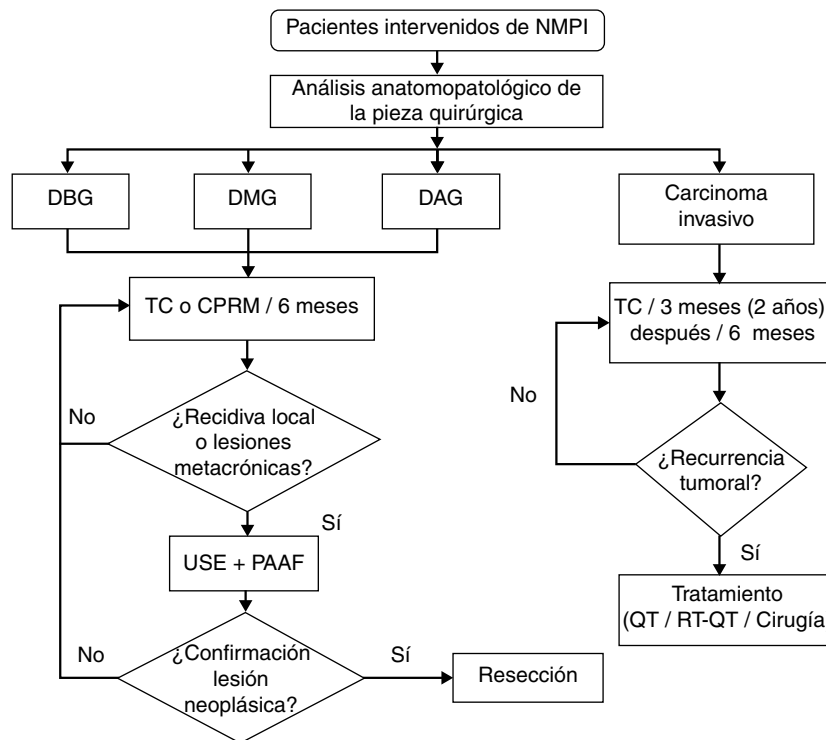 Pacientes intervenidos de NMPI
Análisis anatomopatológico de
la pieza quirúrgica
DBG
DMG
DAG
Carcinoma
invasivo
TC o CPRM / 6 meses
TC / 3 meses (2 años)
después / 6 meses
No
¿Recidiva local
o lesiones
metacrónicas?
No
¿Recurrencia
tumoral?
Sí
Sí
USE + PAAF
Tratamiento
(QT / RT-QT / Cirugía
No
¿Confirmación
lesión
neoplásica?
Sí
Resección